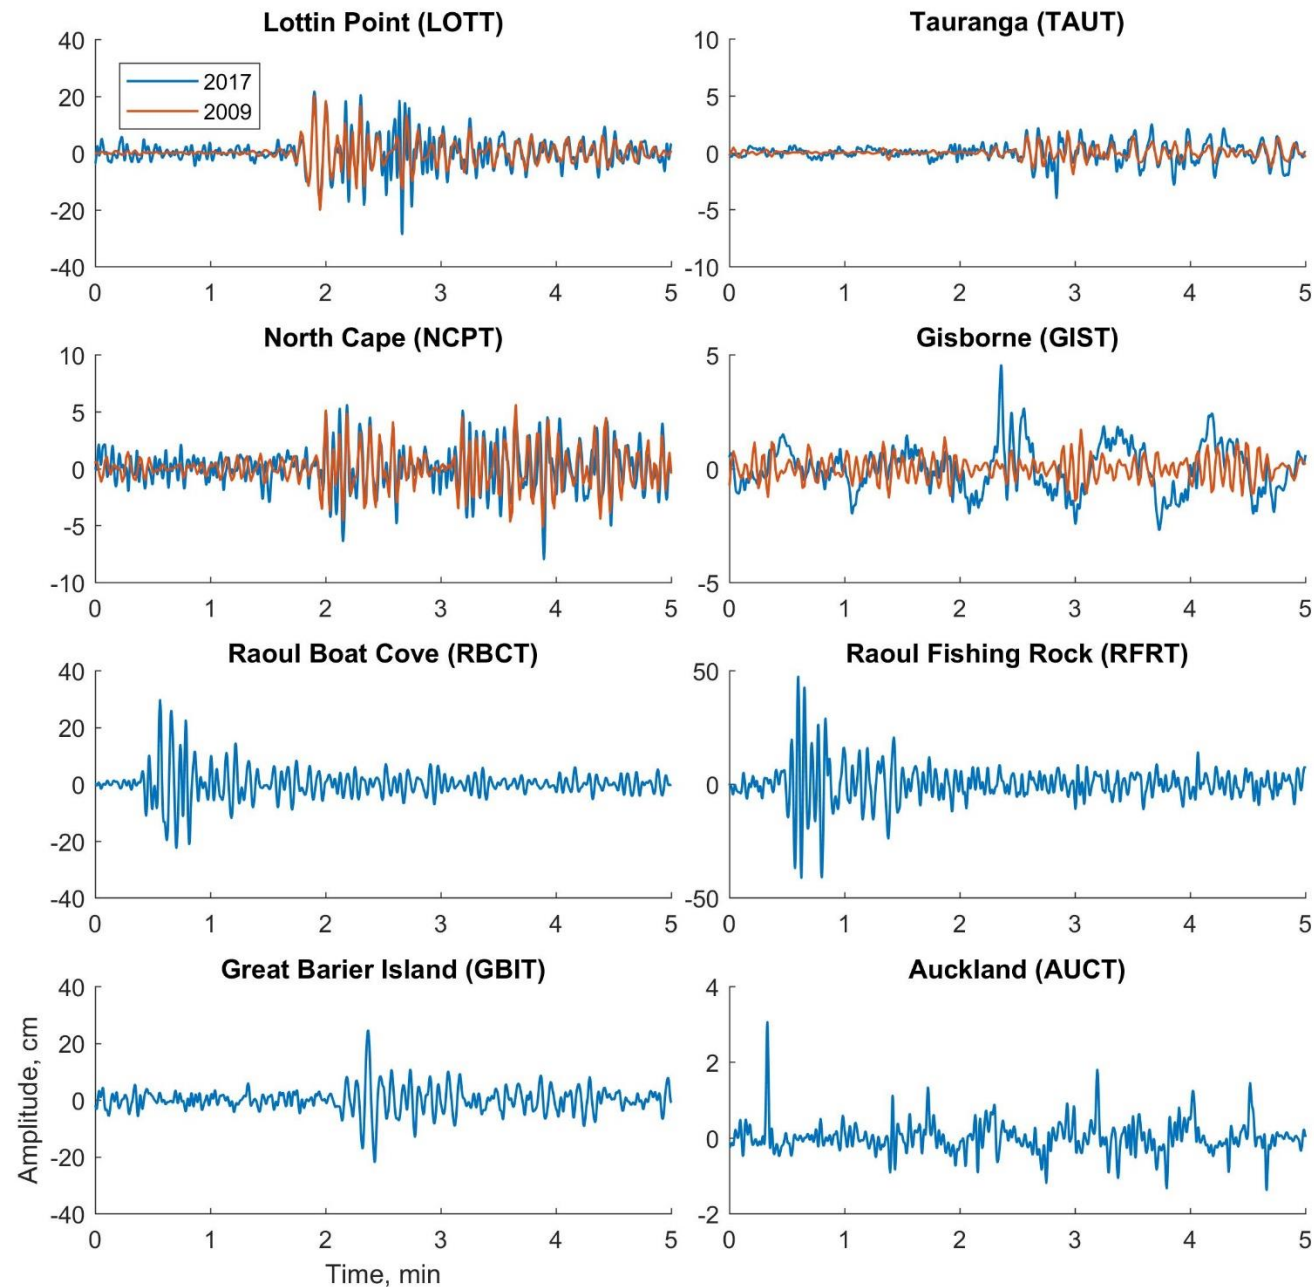 Lottin Point (LOTT)
40
20
0
-20
-40
0 1 2 3 4 5
2017
2009
Tauranga (TAUT)
10
5
0
-5
-10
0 1 2 3 4 5
North Cape (NCPT)
10
5
0
-5
-10
0 1 2 3 4 5
Gisborne (GIST)
5
0
-5
0 1 2 3 4 5
Raoul Boat Cove (RBCT)
40
20
0
-20
-40
0 1 2 3 4 5
Raoul Fishing Rock (RFRT)
50
0
-50
0 1 2 3 4 5
Great Barier Island (GBIT)
40
20
0
-20
-40
0 1 2 3 4 5
Amplitude, cm
Time, min
Auckland (AUCT)
4
2
0
-2
0 1 2 3 4 5